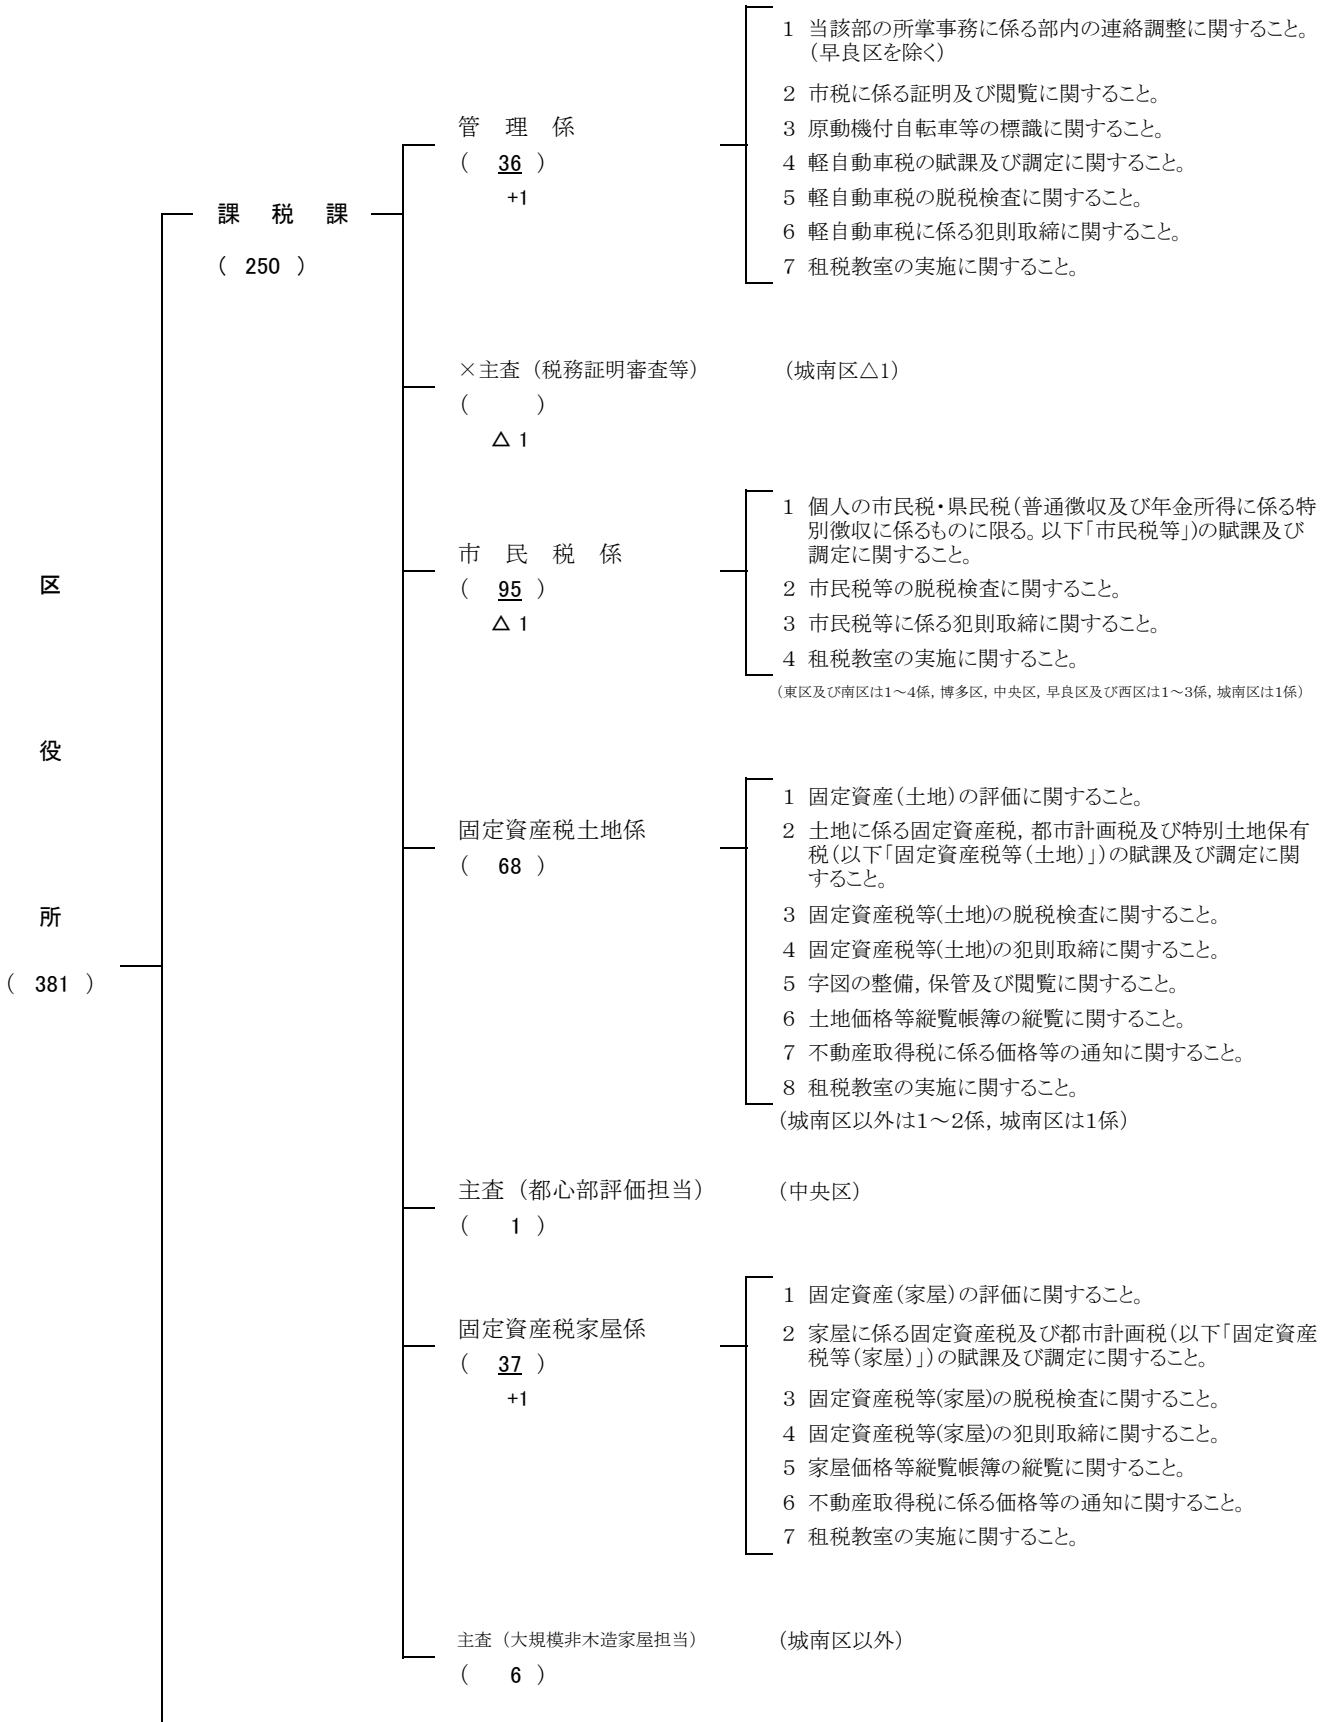 区
役
所
( 381 )
課 税 課
( 250 )
管 理 係
( 36 )
+1
1 当該部の所掌事務に係る部内の連絡調整に関すること。
(早良区を除く)
2 市税に係る証明及び閲覧に関すること。
3 原動機付自転車等の標識に関すること。
4 軽自動車税の賦課及び調定に関すること。
5 軽自動車税の脱税検査に関すること。
6 軽自動車税に係る犯則取締に関すること。
7 租税教室の実施に関すること。
×主査（税務証明審査等）
(城南区△1)
( )
△ 1
市 民 税 係
( 95 )
△ 1
1 個人の市民税・県民税(普通徴収及び年金所得に係る特
別徴収に係るものに限る。以下「市民税等」)の賦課及び
調定に関すること。
2 市民税等の脱税検査に関すること。
3 市民税等に係る犯則取締に関すること。
4 租税教室の実施に関すること。
(東区及び南区は1～4係, 博多区, 中央区, 早良区及び西区は1～3係, 城南区は1係)
固定資産税土地係
( 68 )
1 固定資産(土地)の評価に関すること。
2 土地に係る固定資産税, 都市計画税及び特別土地保有
税(以下「固定資産税等(土地)」)の賦課及び調定に関
すること。
3 固定資産税等(土地)の脱税検査に関すること。
4 固定資産税等(土地)の犯則取締に関すること。
5 字図の整備, 保管及び閲覧に関すること。
6 土地価格等縦覧帳簿の縦覧に関すること。
7 不動産取得税に係る価格等の通知に関すること。
8 租税教室の実施に関すること。
(城南区以外は1～2係, 城南区は1係)
主査（都心部評価担当）
(中央区)
( 1 )
固定資産税家屋係
( 37 )
+1
1 固定資産(家屋)の評価に関すること。
2 家屋に係る固定資産税及び都市計画税(以下「固定資産
税等(家屋)」)の賦課及び調定に関すること。
3 固定資産税等(家屋)の脱税検査に関すること。
4 固定資産税等(家屋)の犯則取締に関すること。
5 家屋価格等縦覧帳簿の縦覧に関すること。
6 不動産取得税に係る価格等の通知に関すること。
7 租税教室の実施に関すること。
主査（大規模非木造家屋担当）
(城南区以外)
( 6 )